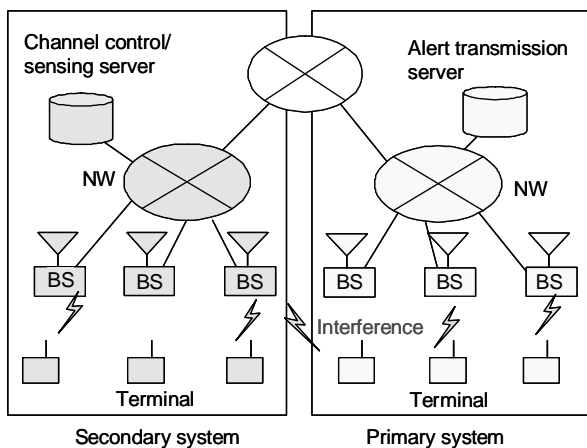 Channel control/
sensing server
Alert transmission
server
NW
NW
BS
BS
BS
BS
BS
BS
Interference
Terminal
Terminal
Secondary system
Primary system